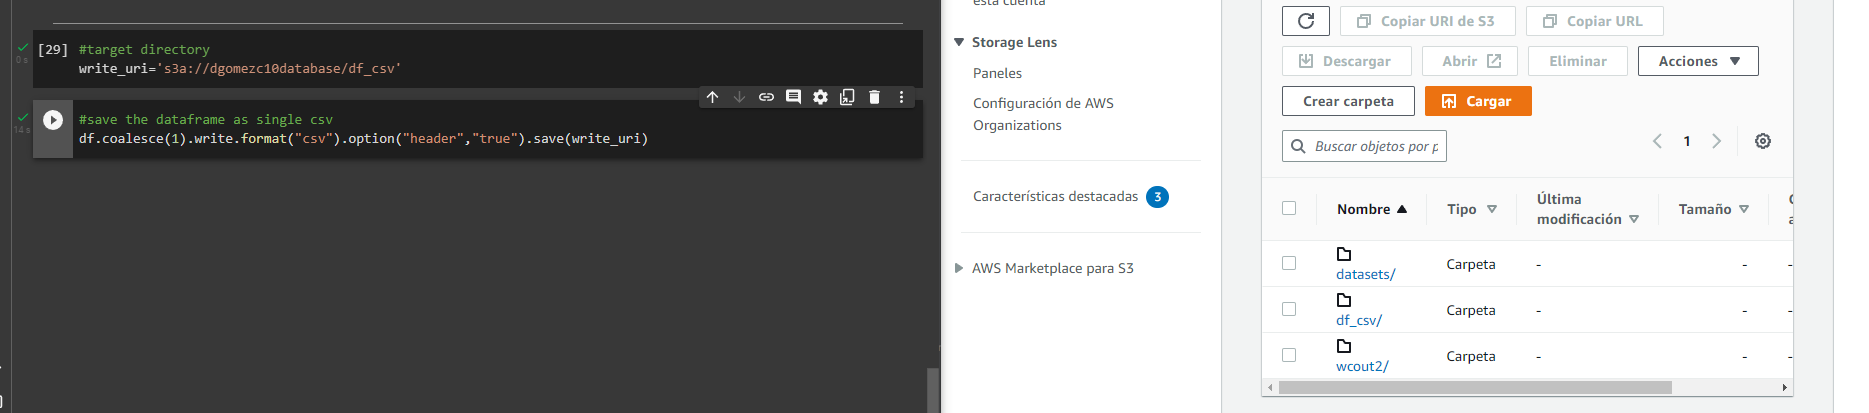 [29] #target directory
0 s
write_uri='s3a://dgomezc10database/df_csv'
14 s
#save the dataframe as single csv
df.coalesce(1).write.format("csv").option("header","true").save(write_uri)
esta cuenta
Storage Lens
Paneles
Configuración de AWS
Organizations
Características destacadas 3
AWS Marketplace para S3
Copiar URI de S3 Copiar URL
Descargar Abrir Eliminar Acciones
Crear carpeta Cargar
Buscar objetos por p
1
Nombre Tipo Última modificación Tamaño
datasets/ Carpeta - - -
df_csv/ Carpeta - - -
wcout2/ Carpeta - - -